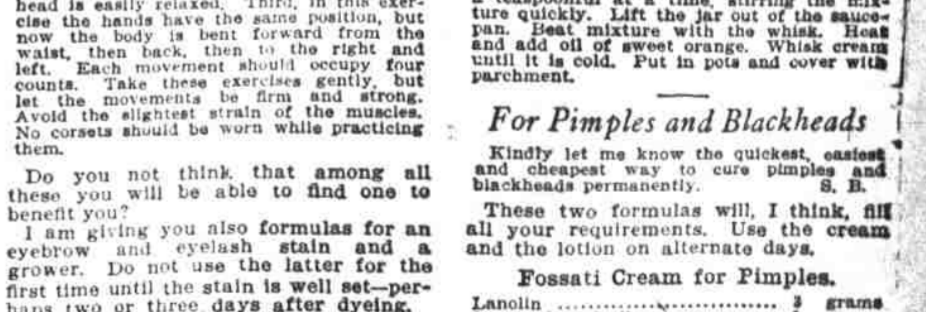 head is easily relaxed. Third, in this exer-
cise the hands have the same position, but
now the body is bent forward from the
waist, then back, then to the right and
left. Each movement should occupy four
counts. Take these exercises gently, but
let the movements be firm and strong.
Avoid the slightest strain of the muscles.
No corsets should be worn while practicing
them.
Do you not think that among all
these you will be able to find one to
benefit you?
I am giving you also formulas for an
eyebrow and eyelash stain and a
grower. Do not use the latter for the
first time until the stain is well set—per-
haps two or three days after dyeing.
a teaspoonful at a time, stirring the mix-
ture quickly. Lift the jar out of the sauce-
pan. Beat mixture with the whisk. Heat
and add oil of sweet orange. Whisk cream
until it is cold. Put in pots and cover with
parchment.
For Pimples and Blackheads
Kindly let me know the quickest, easiest
and cheapest way to cure pimples and
blackheads permanently. S. B.
These two formulas will, I think, fill
all your requirements. Use the cream
and the lotion on alternate days.
Fossati Cream for Pimples.
Lanolin ............................ 3 grams